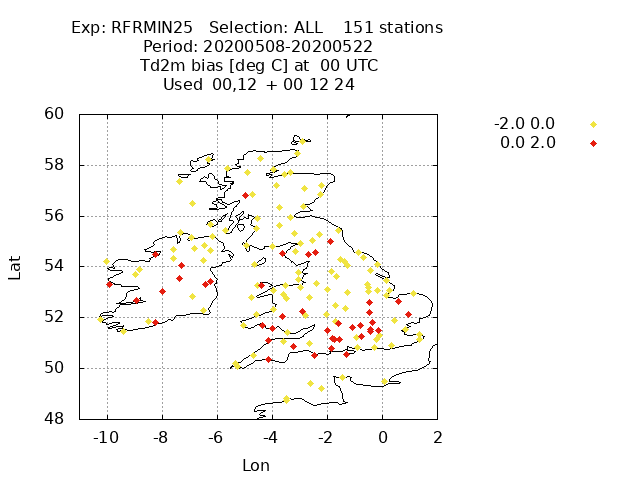 Exp: RFRMIN25   Selection: ALL    151 stations
Period: 20200508-20200522
Td2m bias [deg C] at  00 UTC
Used  00,12  + 00 12 24
-2.0 0.0
0.0 2.0
60
58
56
54
52
50
48
Lat
-10 -8 -6 -4 -2 0 2
Lon